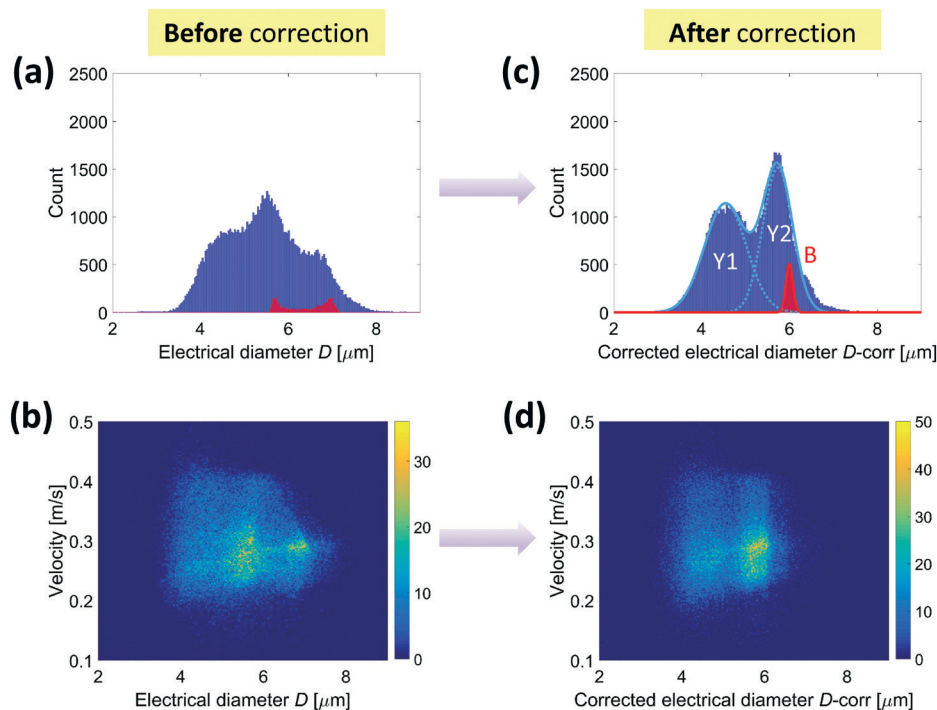 Before correction
After correction
(a)
2500
2000
1500
1000
500
0
Count
2
4
6
8
Electrical diameter D [μm]
(c)
2500
2000
1500
1000
500
0
Count
Y1
Y2
B
2
4
6
8
Corrected electrical diameter D-corr [μm]
(b)
0.5
0.4
0.3
0.2
0.1
Velocity [m/s]
2
4
6
8
Electrical diameter D [μm]
30
20
10
0
(d)
0.5
0.4
0.3
0.2
0.1
Velocity [m/s]
2
4
6
8
Corrected electrical diameter D-corr [μm]
50
40
30
20
10
0